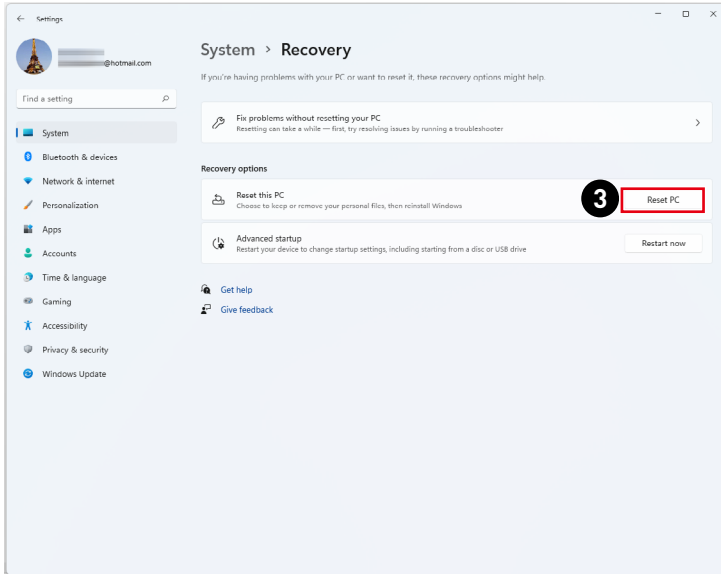 Settings
@hotmail.com
Find a setting
System
Bluetooth & devices
Network & internet
Personalization
Apps
Accounts
Time & language
Gaming
Accessibility
Privacy & security
Windows Update
System > Recovery
If you're having problems with your PC or want to reset it, these recovery options might help.
Fix problems without resetting your PC
Resetting can take a while — first, try resolving issues by running a troubleshooter
Recovery options
Reset this PC
Choose to keep or remove your personal files, then reinstall Windows
3
Reset PC
Advanced startup
Restart your device to change startup settings, including starting from a disc or USB drive
Restart now
Get help
Give feedback